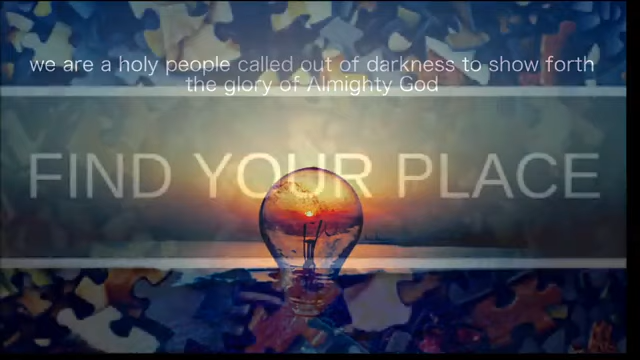 we are a holy people called out of darkness to show forth
the glory of Almighty God
FIND YOUR PLACE